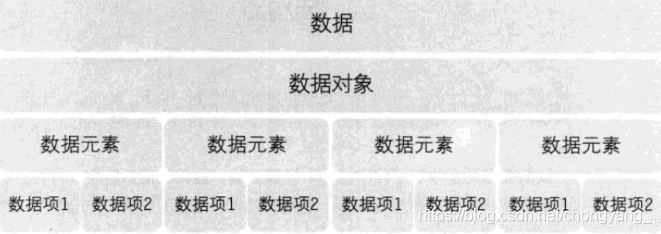 数据
数据对象
数据元素 数据元素 数据元素 数据元素
数据项1 数据项2 数据项1 数据项2 数据项1 数据项2 数据项1 数据项2
https://blog.csdn.net/chongyang_